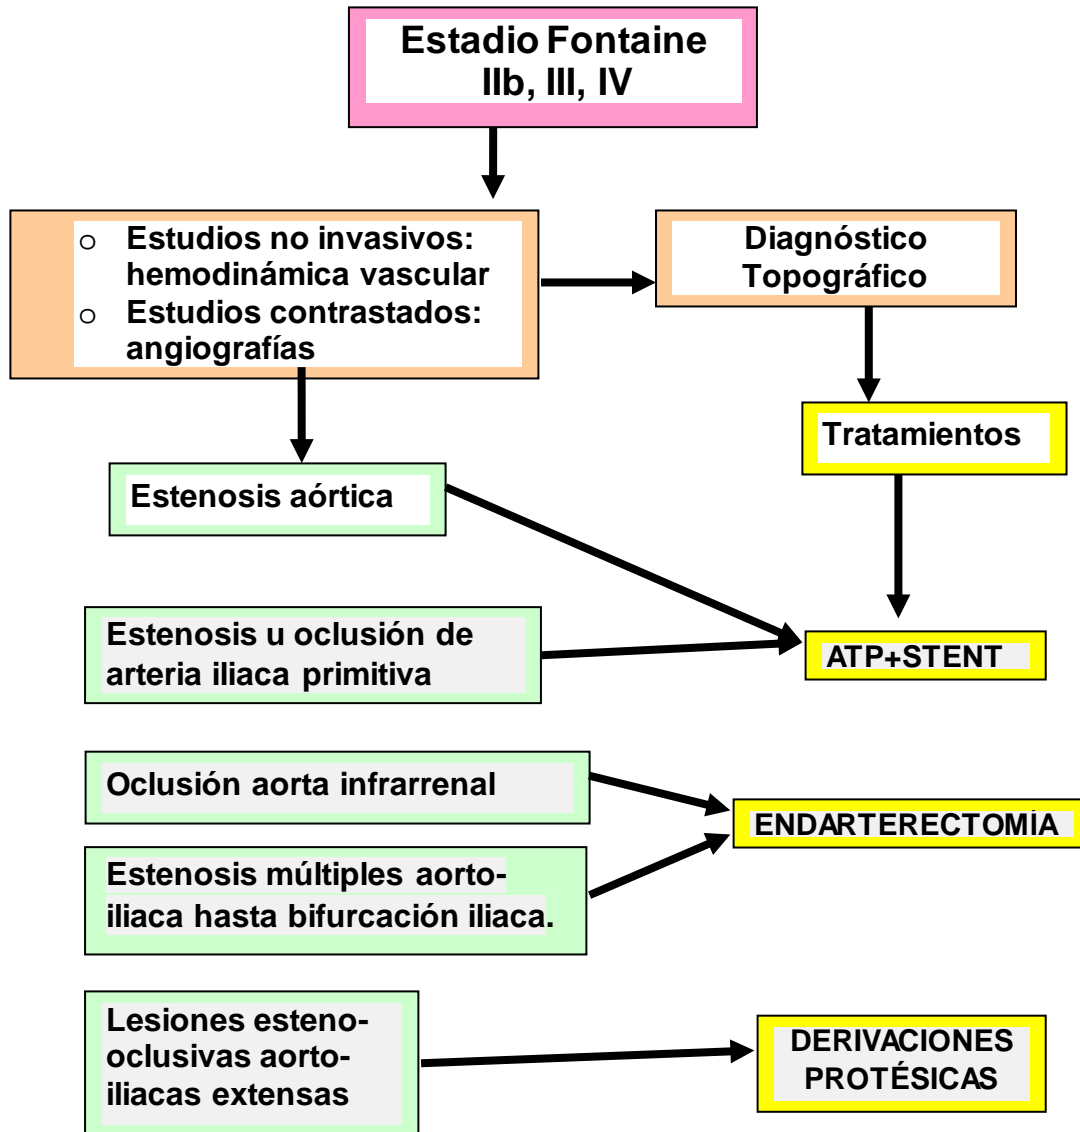 Estadio Fontaine
IIb, III, IV
o Estudios no invasivos:
hemodinámica vascular
o Estudios contrastados:
angiografías
Diagnóstico
Topográfico
Tratamientos
Estenosis aórtica
Estenosis u oclusión de
arteria iliaca primitiva
ATP+STENT
Oclusión aorta infrarrenal
ENDARTERECTOMÍA
Estenosis múltiples aorto-
iliaca hasta bifurcación iliaca.
Lesiones esteno-
oclusivas aorto-
iliacas extensas
DERIVACIONES
PROTÉSICAS